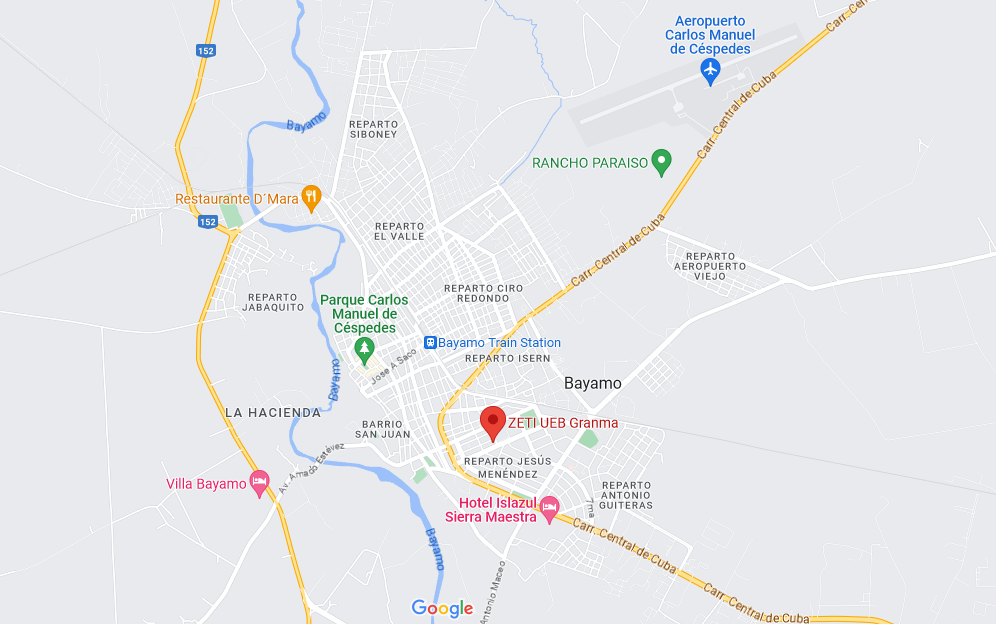 Carr. Central de Cuba
Aeropuerto
Carlos Manuel
de Céspedes
152
Bayamo
REPARTO
SIBONEY
Carr. Central de Cuba
RANCHO PARAISO
Restaurante D´Mara
152
REPARTO
EL VALLE
Carr. Central de Cuba
REPARTO
AEROPUERTO
VIEJO
REPARTO CIRO
REDONDO
REPARTO
JABAQUITO
Parque Carlos
Manuel de
Céspedes
Bayamo Train Station
Jose A Saco
REPARTO ISERN
Bayamo
Bayamo
LA HACIENDA
BARRIO
SAN JUAN
ZETI UEB Granma
Av. Amado Estévez
REPARTO JESÚS
MENÉNDEZ
Villa Bayamo
REPARTO
ANTONIO
GUITERAS
7ma
Hotel Islazul
Sierra Maestra
Carr. Central de Cuba
Bayamo
Antonio Maceo
Carr. Central de Cuba
Google